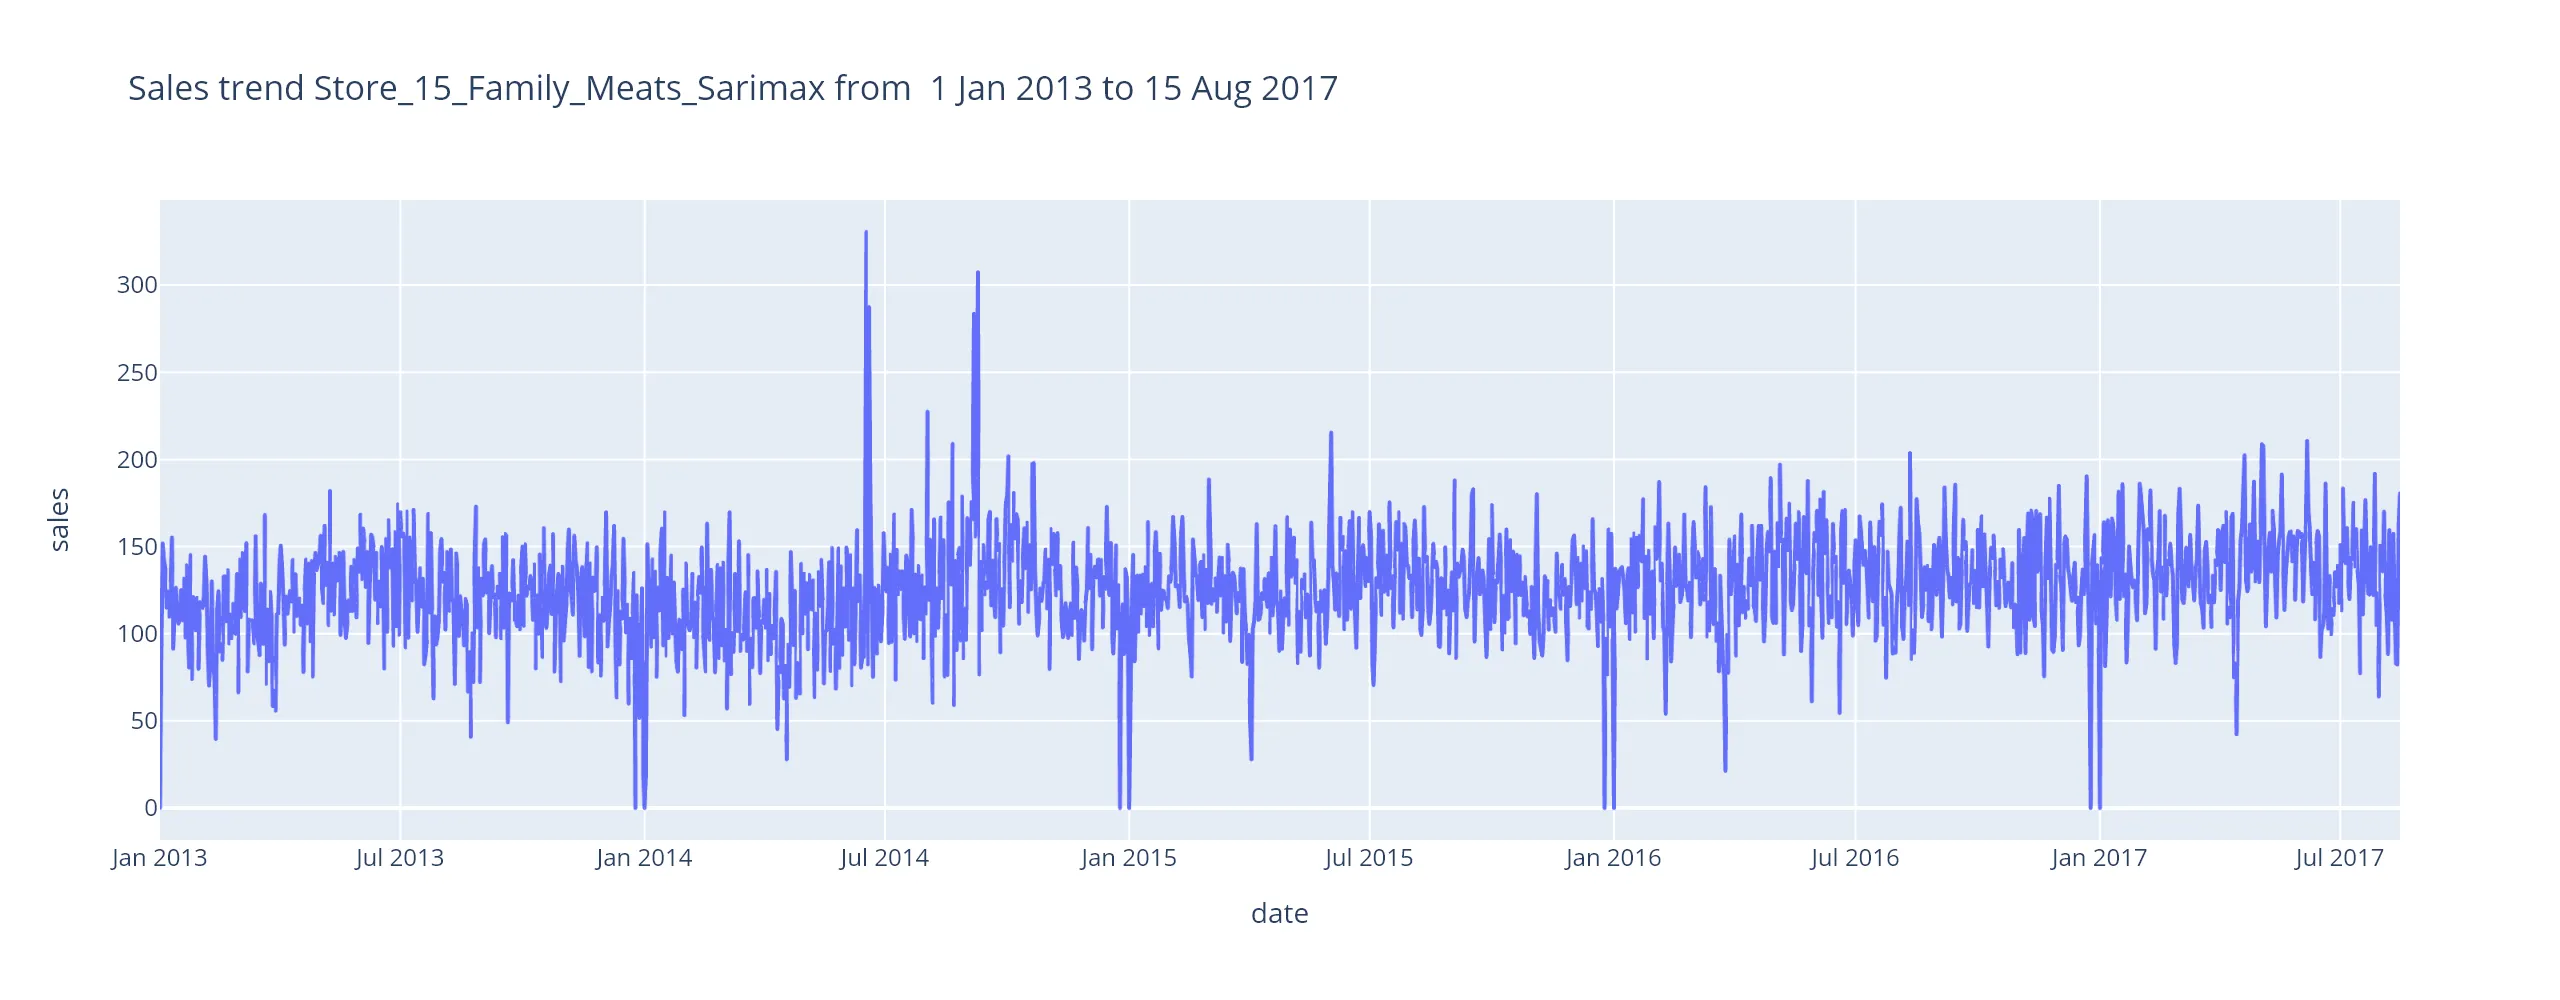 Sales trend Store_15_Family_Meats_Sarimax from  1 Jan 2013 to 15 Aug 2017
sales
300
250
200
150
100
50
0
Jan 2013 Jul 2013 Jan 2014 Jul 2014 Jan 2015 Jul 2015 Jan 2016 Jul 2016 Jan 2017 Jul 2017
date